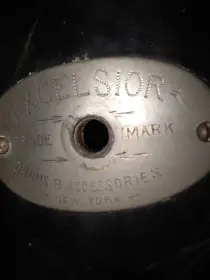 EXCELSIOR
TRADE MARK
DRUMS & ACCESSORIES
NEW YORK